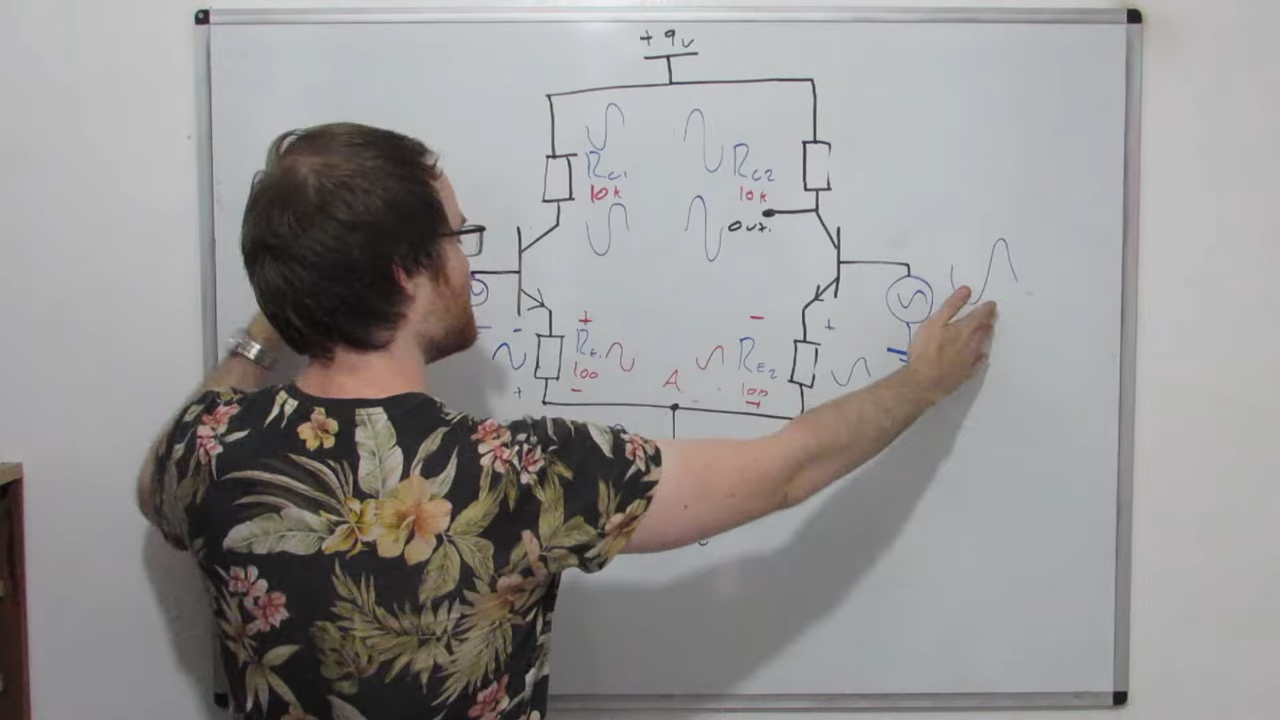 +9v
RC1
10k
RC2
10k
out.
+
-
RE1
100
-
-
+
RE2
100
+
-
+
A